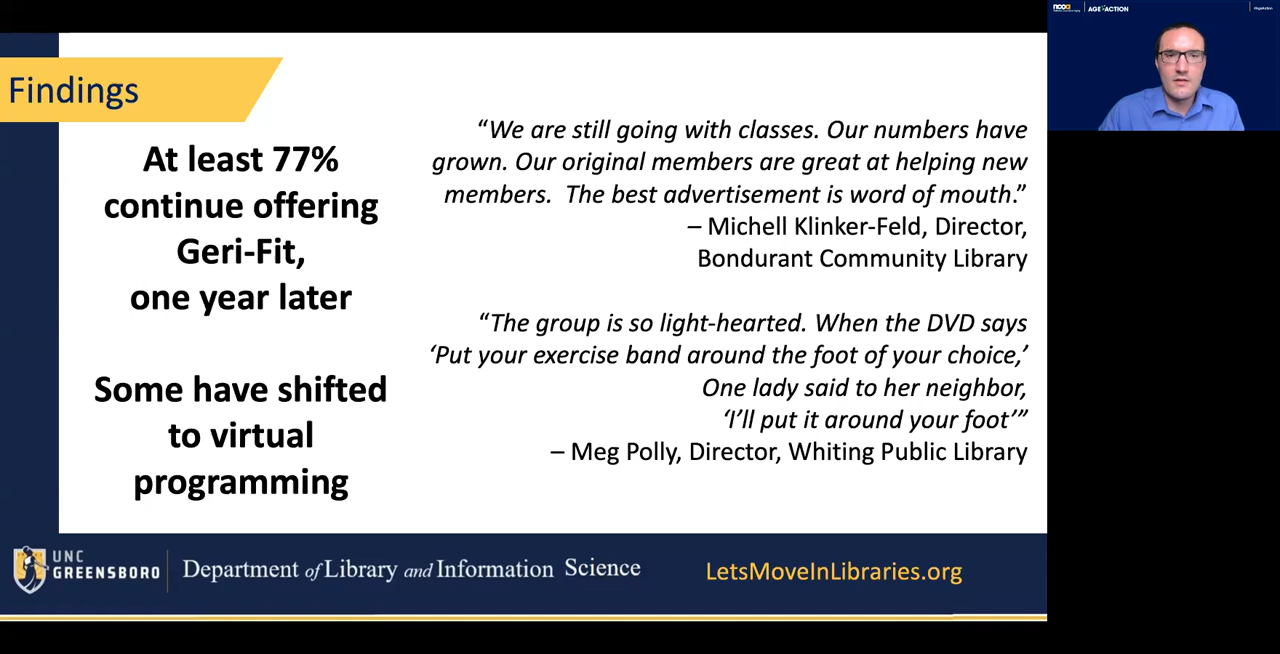 Findings
At least 77%
continue offering
Geri-Fit,
one year later
Some have shifted
to virtual
programming
“We are still going with classes. Our numbers have
grown. Our original members are great at helping new
members.  The best advertisement is word of mouth.”
– Michell Klinker-Feld, Director,
Bondurant Community Library
“The group is so light-hearted. When the DVD says
‘Put your exercise band around the foot of your choice,’
One lady said to her neighbor,
‘I’ll put it around your foot’”
– Meg Polly, Director, Whiting Public Library
UNC
GREENSBORO
Department of Library and Information Science
LetsMoveInLibraries.org
ncoa
AGE+ACTION